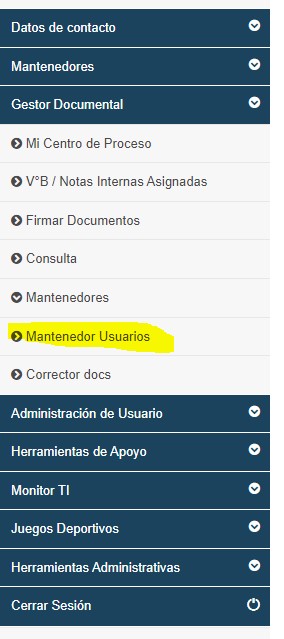 Datos de contacto
Mantenedores
Gestor Documental
Mi Centro de Proceso
V°B / Notas Internas Asignadas
Firmar Documentos
Consulta
Mantenedores
Mantenedor Usuarios
Corrector docs
Administración de Usuario
Herramientas de Apoyo
Monitor TI
Juegos Deportivos
Herramientas Administrativas
Cerrar Sesión